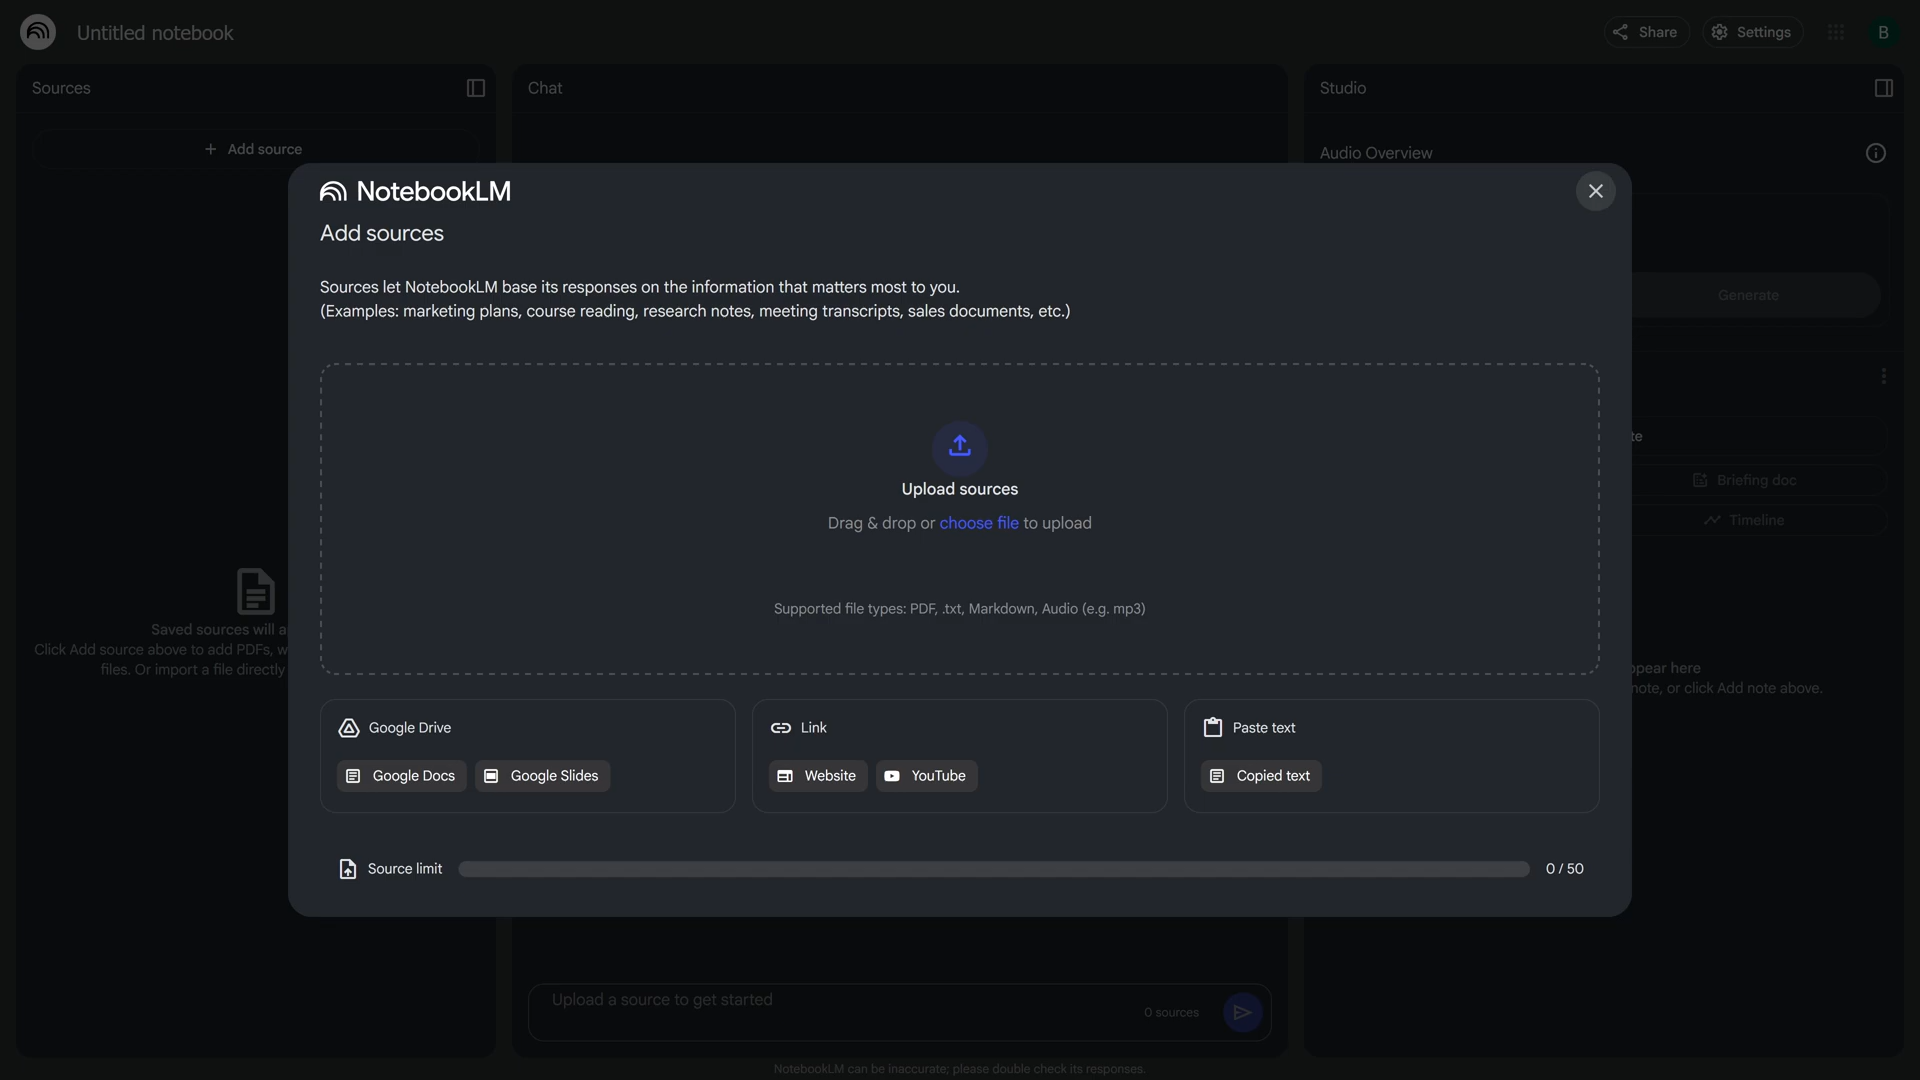 Untitled notebook
Share
Settings
B
Sources
Chat
Studio
+ Add source
Audio Overview
NotebookLM
Add sources
Sources let NotebookLM base its responses on the information that matters most to you.
(Examples: marketing plans, course reading, research notes, meeting transcripts, sales documents, etc.)
Generate
Upload sources
Drag & drop or choose file to upload
Supported file types: PDF, .txt, Markdown, Audio (e.g. mp3)
Briefing doc
Timeline
Saved sources will
Click Add source above to add PDFs,
files. Or import a file directly
here
note, or click Add note above.
Google Drive
Google Docs
Google Slides
Link
Website
YouTube
Paste text
Copied text
Source limit
0 / 50
Upload a source to get started
0 sources
NotebookLM can be inaccurate; please double check its responses.